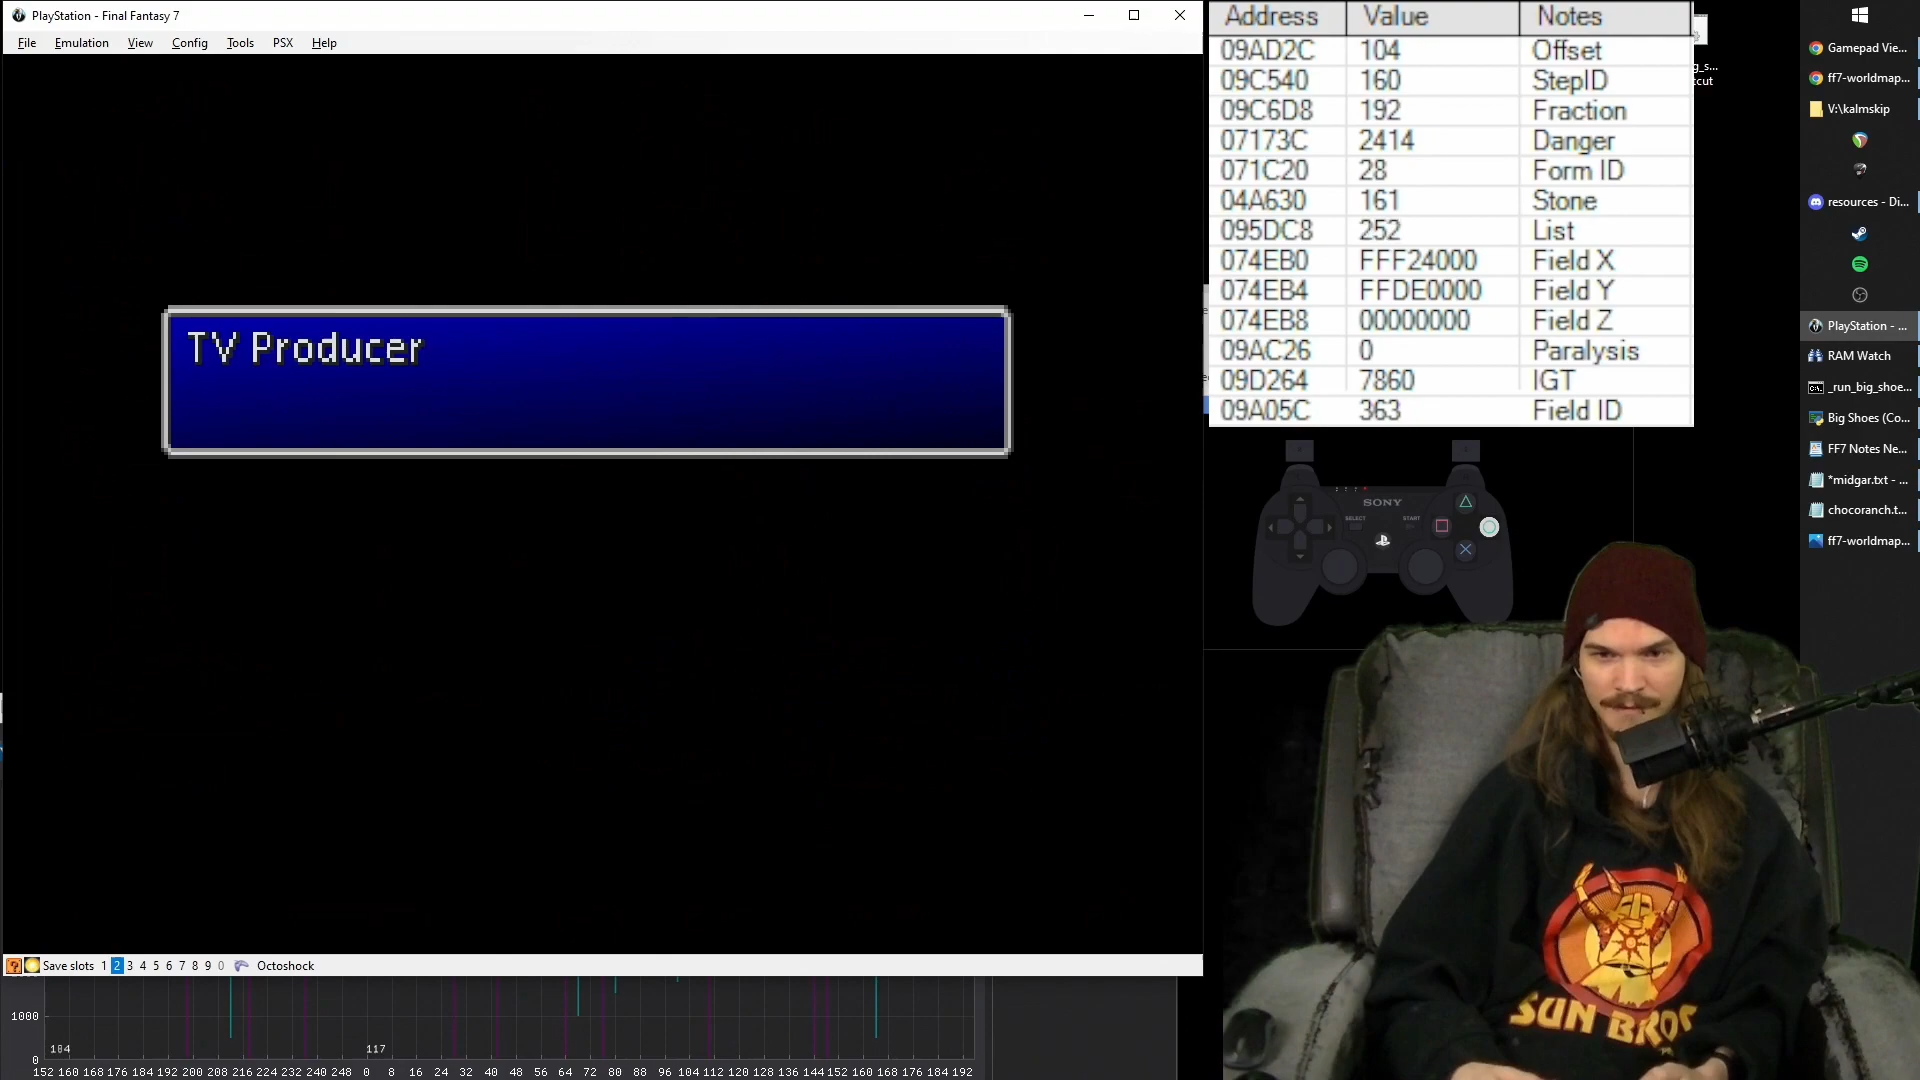 PlayStation - Final Fantasy 7
File Emulation View Config Tools PSX Help
TV Producer
Save slots 1 2 3 4 5 6 7 8 9 0 Octoshock
1000
0
104 117
152 160 168 176 184 192 200 208 216 224 232 240 248 0 8 16 24 32 40 48 56 64 72 80 88 96 104 112 120 128 136 144 152 160 168 176 184 192
Address Value Notes
09AD2C 104 Offset
09C540 160 StepID
09C6D8 192 Fraction
07173C 2414 Danger
071C20 28 Form ID
04A630 161 Stone
095DC8 252 List
074EB0 FFF24000 Field X
074EB4 FFDE0000 Field Y
074EB8 00000000 Field Z
09AC26 0 Paralysis
09D264 7860 IGT
09A05C 363 Field ID
SONY
SELECT START
SUN BROS
Gamepad Vie...
ff7-worldmap...
V:\kalmskip
resources - Di...
PlayStation - ...
RAM Watch
_run_big_shoe...
Big Shoes (Co...
FF7 Notes Ne...
*midgar.txt - ...
chocoranch.t...
ff7-worldmap...